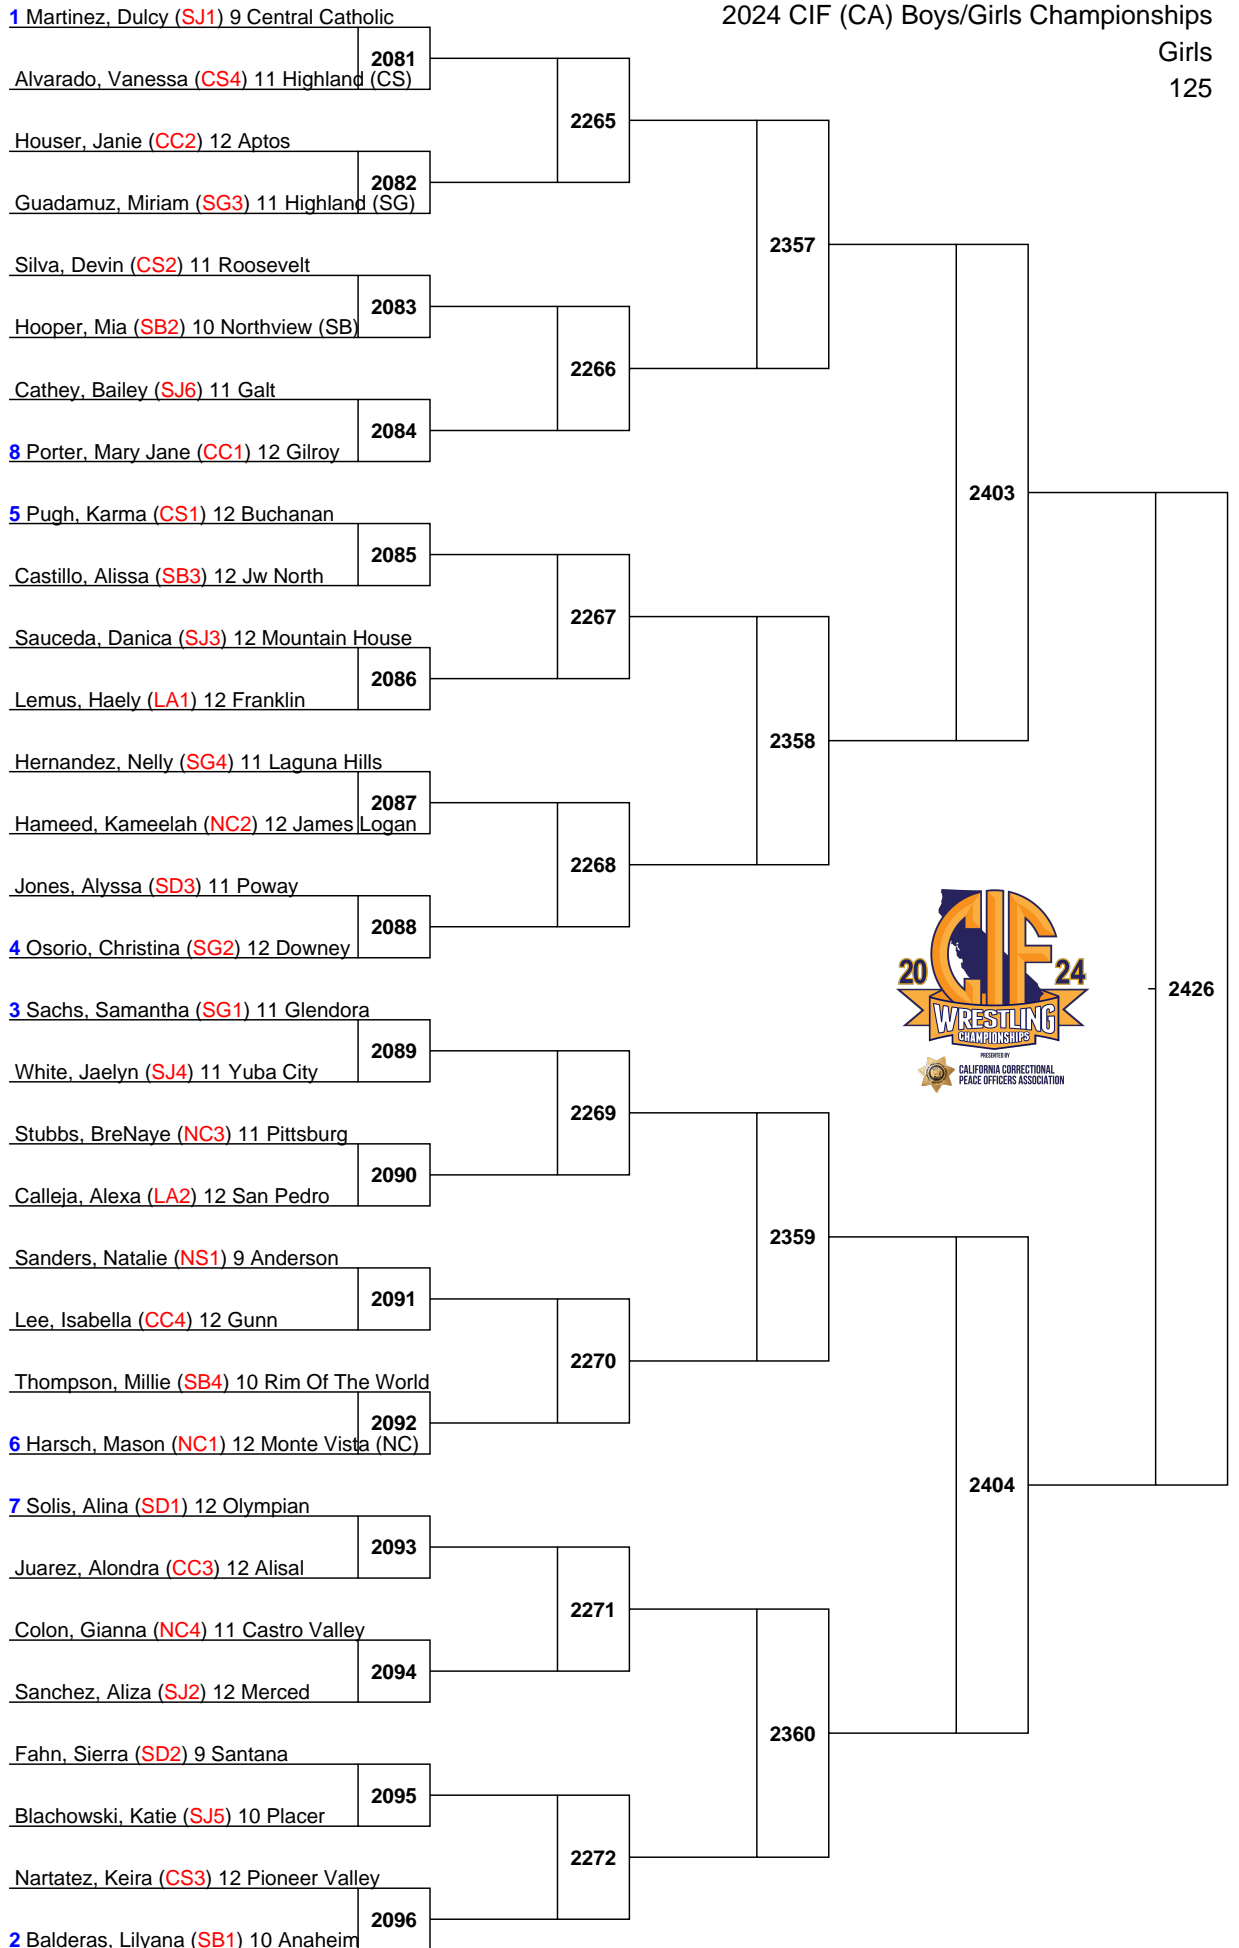 1 Martinez, Dulcy (SJ1) 9 Central Catholic
2024 CIF (CA) Boys/Girls Championships
Girls
125
2081
Alvarado, Vanessa (CS4) 11 Highland (CS)
2265
Houser, Janie (CC2) 12 Aptos
2082
Guadamuz, Miriam (SG3) 11 Highland (SG)
2357
Silva, Devin (CS2) 11 Roosevelt
2083
Hooper, Mia (SB2) 10 Northview (SB)
2266
Cathey, Bailey (SJ6) 11 Galt
2084
8 Porter, Mary Jane (CC1) 12 Gilroy
2403
5 Pugh, Karma (CS1) 12 Buchanan
2085
Castillo, Alissa (SB3) 12 Jw North
2267
Sauceda, Danica (SJ3) 12 Mountain House
2086
Lemus, Haely (LA1) 12 Franklin
2358
Hernandez, Nelly (SG4) 11 Laguna Hills
2087
Hameed, Kameelah (NC2) 12 James Logan
2268
Jones, Alyssa (SD3) 11 Poway
2088
4 Osorio, Christina (SG2) 12 Downey
CIF
20 24
WRESTLING
CHAMPIONSHIPS
PRESENTED BY
CALIFORNIA CORRECTIONAL
PEACE OFFICERS ASSOCIATION
2426
3 Sachs, Samantha (SG1) 11 Glendora
2089
White, Jaelyn (SJ4) 11 Yuba City
2269
Stubbs, BreNaye (NC3) 11 Pittsburg
2090
Calleja, Alexa (LA2) 12 San Pedro
2359
Sanders, Natalie (NS1) 9 Anderson
2091
Lee, Isabella (CC4) 12 Gunn
2270
Thompson, Millie (SB4) 10 Rim Of The World
2092
6 Harsch, Mason (NC1) 12 Monte Vista (NC)
2404
7 Solis, Alina (SD1) 12 Olympian
2093
Juarez, Alondra (CC3) 12 Alisal
2271
Colon, Gianna (NC4) 11 Castro Valley
2094
Sanchez, Aliza (SJ2) 12 Merced
2360
Fahn, Sierra (SD2) 9 Santana
2095
Blachowski, Katie (SJ5) 10 Placer
2272
Nartatez, Keira (CS3) 12 Pioneer Valley
2096
2 Balderas, Lilyana (SB1) 10 Anaheim